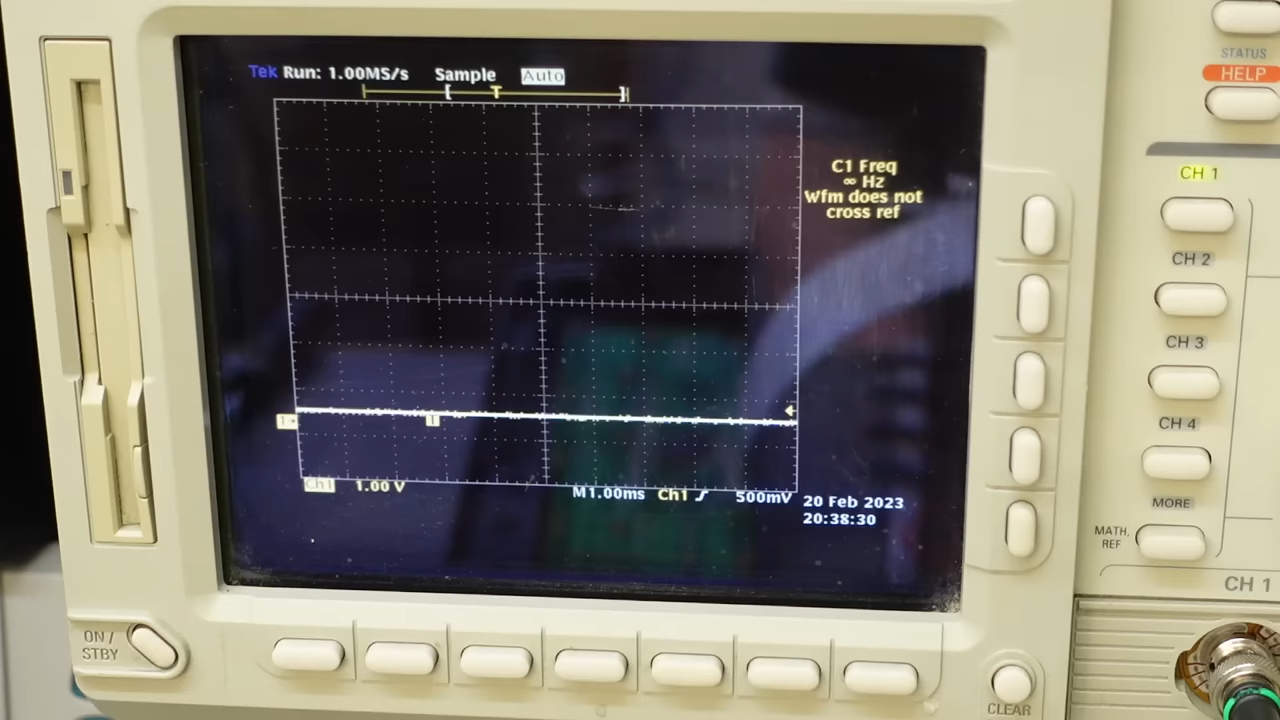 Tek Run: 1.00MS/s Sample Auto
[ T ]
C1 Freq
∞ Hz
Wfm does not
cross ref
1→
T
Ch1 1.00 V M1.00ms Ch1 500mV
20 Feb 2023
20:38:30
ON /
STBY
CLEAR
STATUS
HELP
CH 1
CH 2
CH 3
CH 4
MORE
MATH,
REF
CH 1